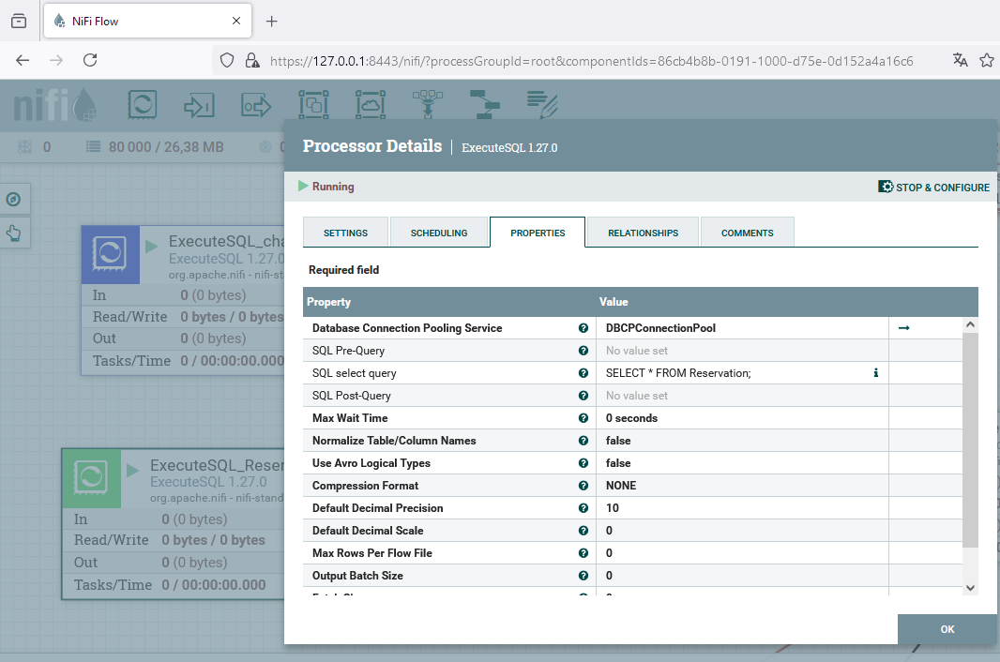 NiFi Flow
https://127.0.0.1:8443/nifi/?processGroupId=root&componentIds=86cb4b8b-0191-1000-d75e-0d152a4a16c6
nifi
0
80 000 / 26,38 MB
Processor Details
ExecuteSQL 1.27.0
Running
STOP & CONFIGURE
SETTINGS
SCHEDULING
PROPERTIES
RELATIONSHIPS
COMMENTS
Required field
Property Value
Database Connection Pooling Service DBCPConnectionPool
SQL Pre-Query No value set
SQL select query SELECT * FROM Reservation;
SQL Post-Query No value set
Max Wait Time 0 seconds
Normalize Table/Column Names false
Use Avro Logical Types false
Compression Format NONE
Default Decimal Precision 10
Default Decimal Scale 0
Max Rows Per Flow File 0
Output Batch Size 0
OK
ExecuteSQL_cha
ExecuteSQL 1.27.0
org.apache.nifi - nifi-st
In 0 (0 bytes)
Read/Write 0 bytes / 0 bytes
Out 0 (0 bytes)
Tasks/Time 0 / 00:00:00.000
ExecuteSQL_Reser
ExecuteSQL 1.27.0
org.apache.nifi - nifi-stand
In 0 (0 bytes)
Read/Write 0 bytes / 0 bytes
Out 0 (0 bytes)
Tasks/Time 0 / 00:00:00.000